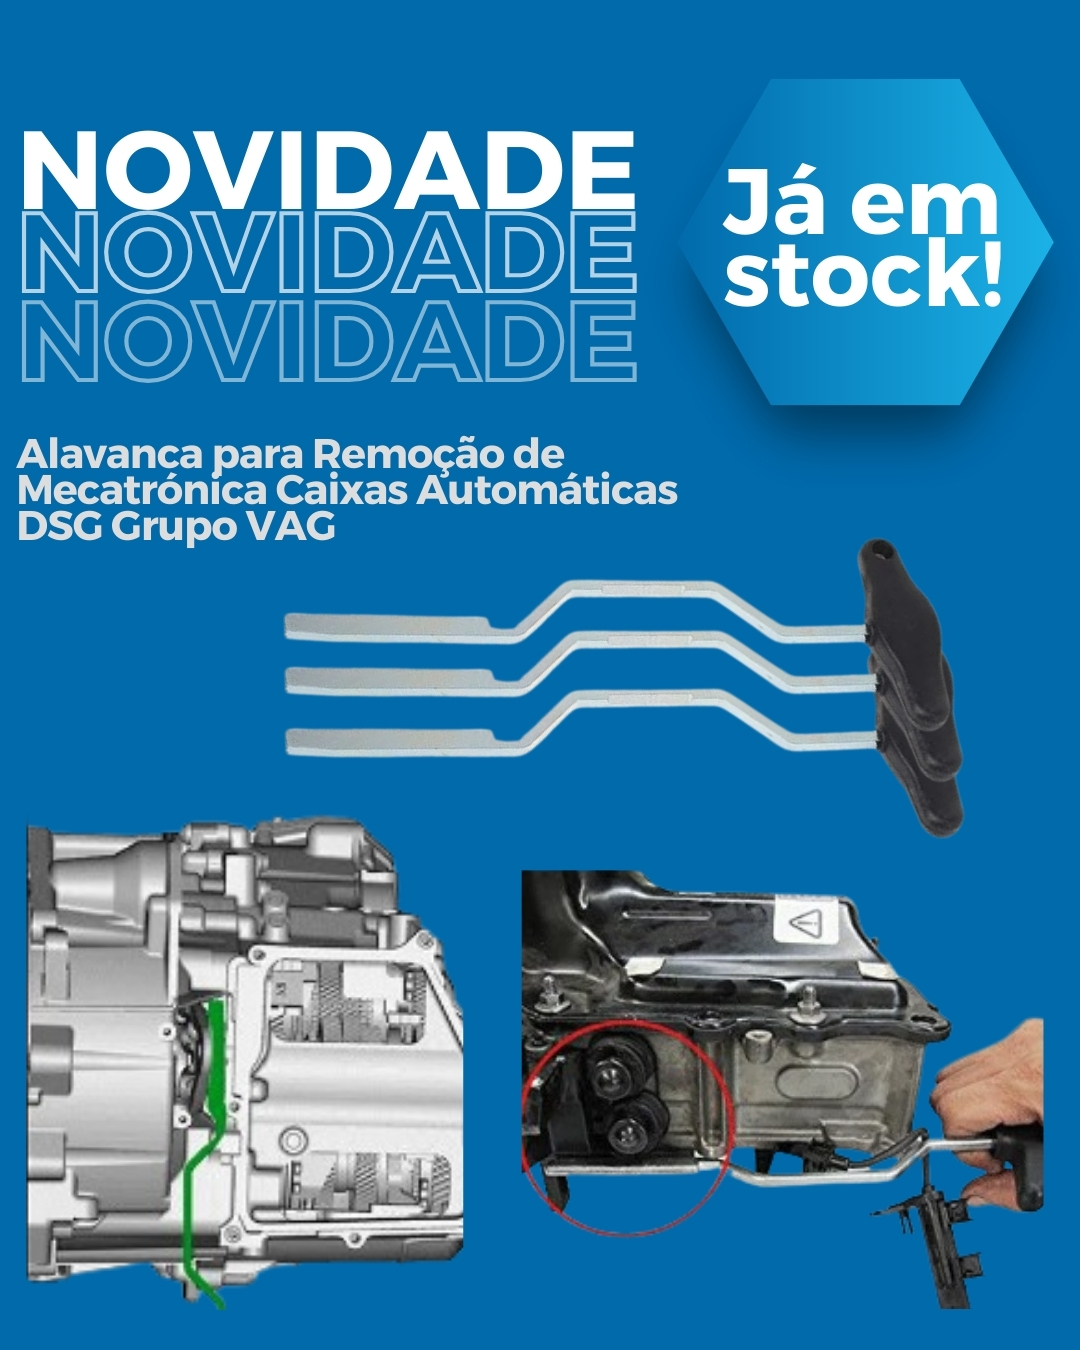 NOVIDADE
NOVIDADE
NOVIDADE
Já em
stock!
Alavanca para Remoção de
Mecatrónica Caixas Automáticas
DSG Grupo VAG